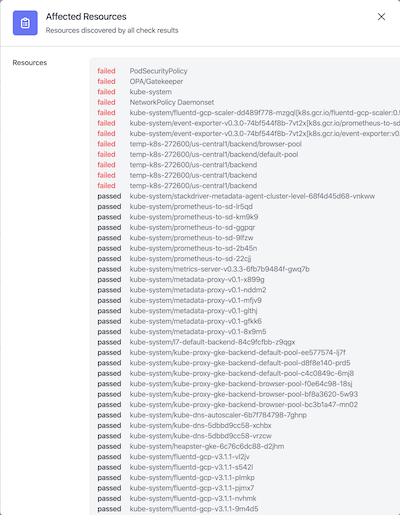 Affected Resources
Resources discovered by all check results
Resources
failed PodSecurityPolicy
failed OPA/Gatekeeper
failed kube-system
failed NetworkPolicy Daemonset
failed kube-system/fluentd-gcp-scaler-dd489f778-mzgql[k8s.gcr.io/fluentd-gcp-scaler:0.5
failed kube-system/event-exporter-v0.3.0-74bf544f8b-7vt2x[k8s.gcr.io/prometheus-to-sd
failed kube-system/event-exporter-v0.3.0-74bf544f8b-7vt2x[k8s.gcr.io/event-exporter:v0
failed temp-k8s-272600/us-central1/backend/browser-pool
failed temp-k8s-272600/us-central1/backend/default-pool
failed temp-k8s-272600/us-central1/backend
failed temp-k8s-272600/us-central1/backend
failed temp-k8s-272600/us-central1/backend
passed kube-system/stackdriver-metadata-agent-cluster-level-68f4d45d68-vmkww
passed kube-system/prometheus-to-sd-lr5qd
passed kube-system/prometheus-to-sd-km9k9
passed kube-system/prometheus-to-sd-ggpqr
passed kube-system/prometheus-to-sd-9lfzw
passed kube-system/prometheus-to-sd-2b45n
passed kube-system/prometheus-to-sd-22cjj
passed kube-system/metrics-server-v0.3.3-6fb7b9484f-gwq7b
passed kube-system/metadata-proxy-v0.1-x899g
passed kube-system/metadata-proxy-v0.1-nddm2
passed kube-system/metadata-proxy-v0.1-mfjv9
passed kube-system/metadata-proxy-v0.1-glthj
passed kube-system/metadata-proxy-v0.1-gfkk6
passed kube-system/metadata-proxy-v0.1-8x9m5
passed kube-system/l7-default-backend-84c9fcfbb-z9qgx
passed kube-system/kube-proxy-gke-backend-default-pool-ee577574-lj7f
passed kube-system/kube-proxy-gke-backend-default-pool-d8f8e140-prd5
passed kube-system/kube-proxy-gke-backend-default-pool-c4c0849c-6mj8
passed kube-system/kube-proxy-gke-backend-browser-pool-f0e64c98-18sj
passed kube-system/kube-proxy-gke-backend-browser-pool-bf8a3620-5w93
passed kube-system/kube-proxy-gke-backend-browser-pool-bc3b1a47-mn02
passed kube-system/kube-dns-autoscaler-6b7f784798-7ghnp
passed kube-system/kube-dns-5dbbd9cc58-xchbx
passed kube-system/kube-dns-5dbbd9cc58-vrzcw
passed kube-system/heapster-gke-6c76c6dc88-d2jhm
passed kube-system/fluentd-gcp-v3.1.1-vl2jv
passed kube-system/fluentd-gcp-v3.1.1-s542l
passed kube-system/fluentd-gcp-v3.1.1-plmkp
passed kube-system/fluentd-gcp-v3.1.1-pjmx7
passed kube-system/fluentd-gcp-v3.1.1-nvhmk
passed kube-system/fluentd-gcp-v3.1.1-9m4d5